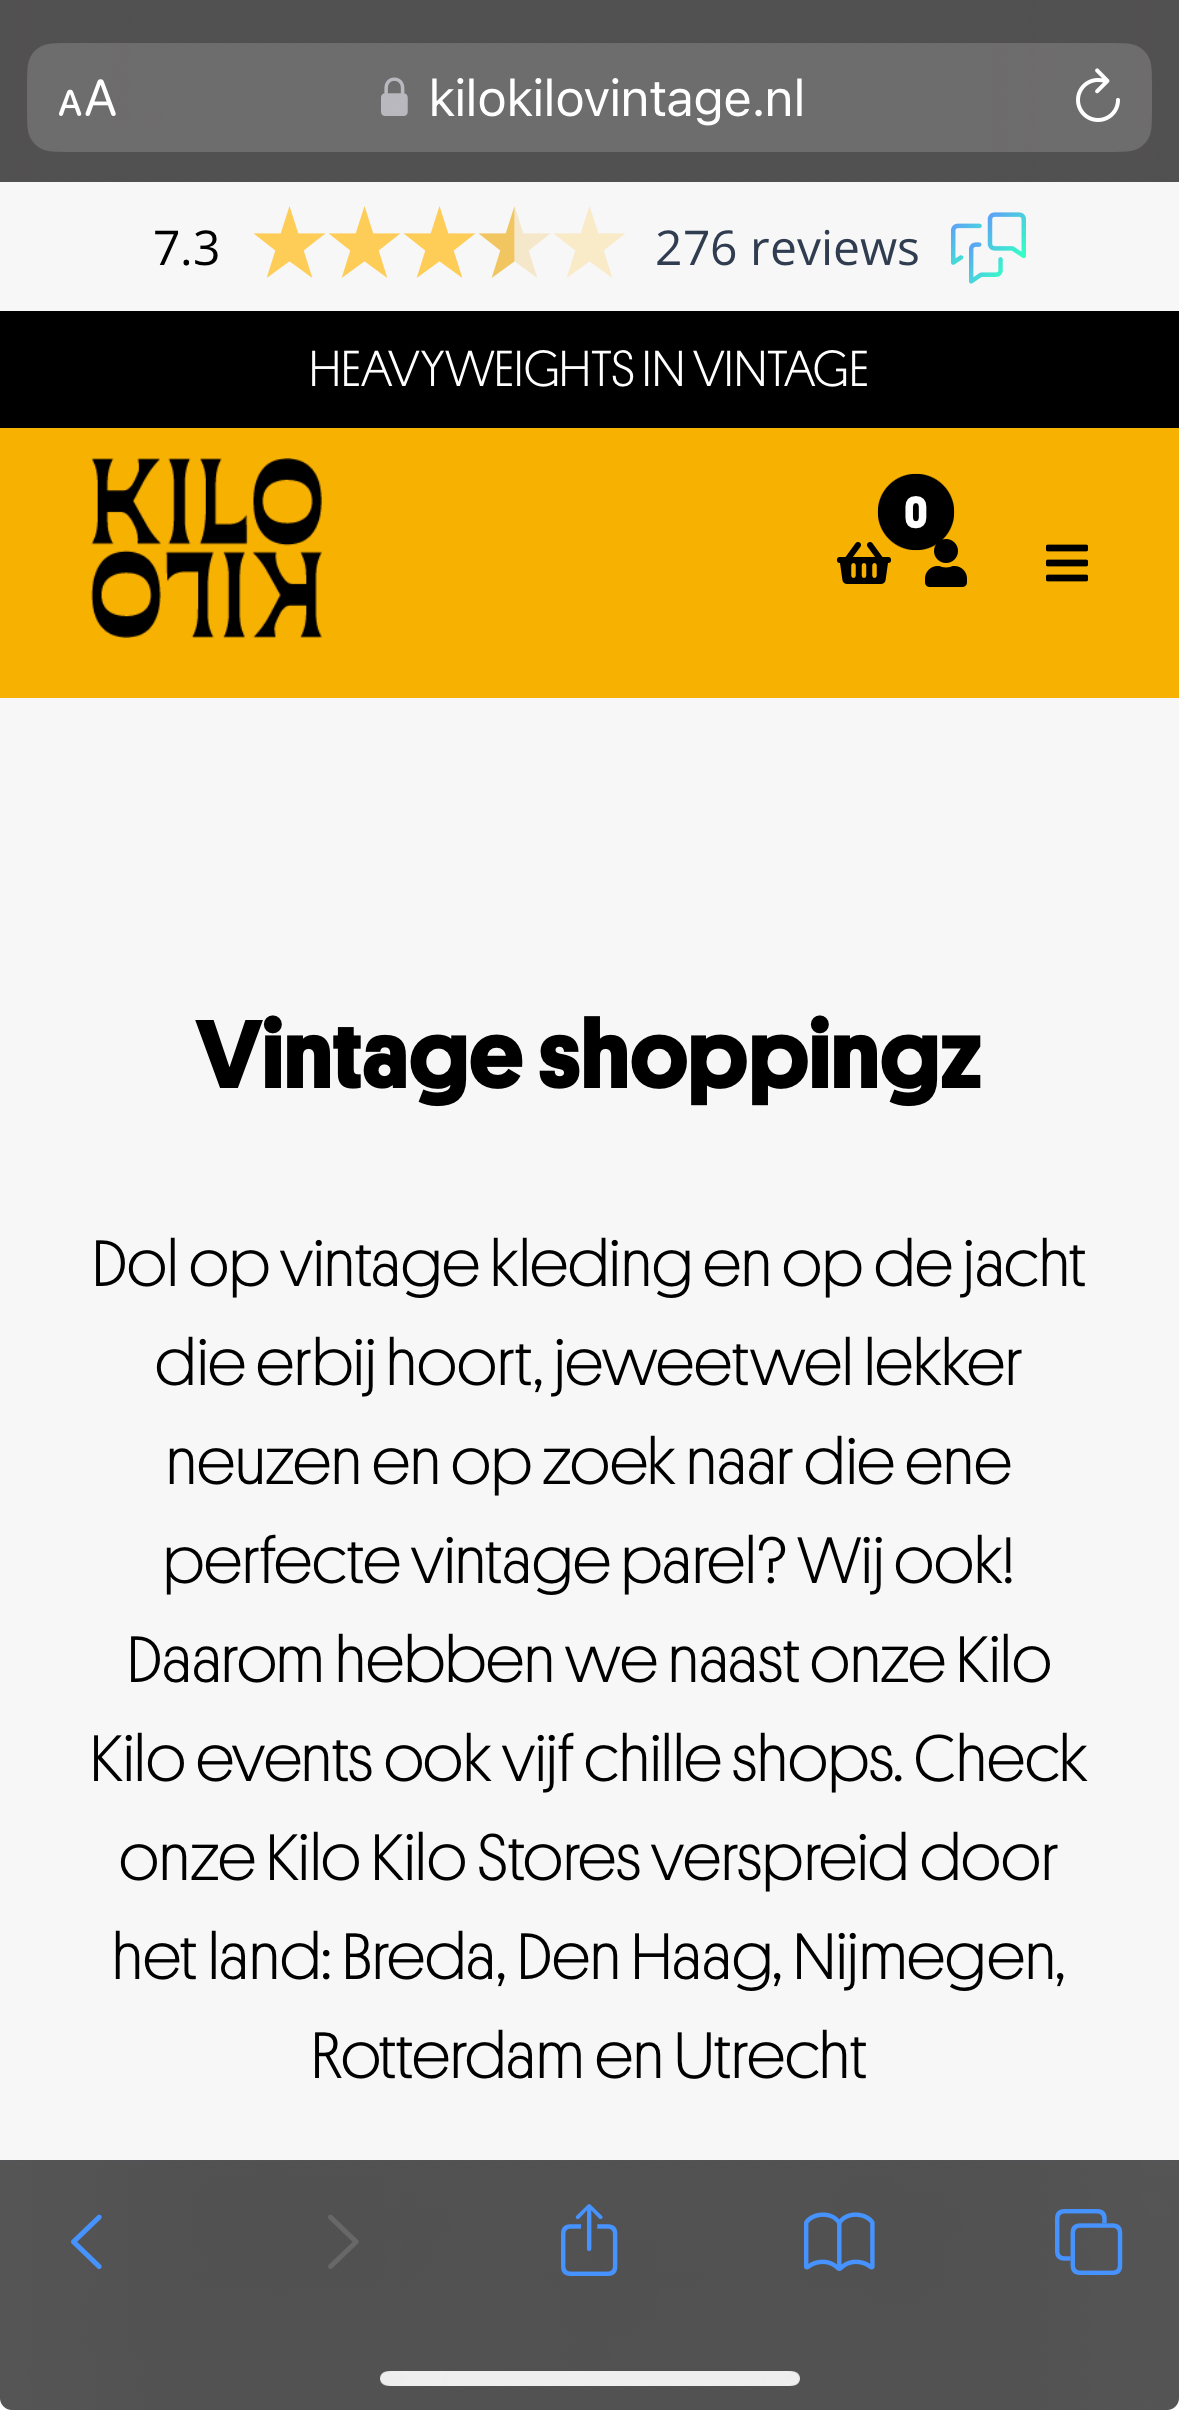 AA
kilokilovintage.nl
7.3 276 reviews
HEAVYWEIGHTS IN VINTAGE
KILO
KILO
0
Vintage shoppingz
Dol op vintage kleding en op de jacht
die erbij hoort, jeweetwel lekker
neuzen en op zoek naar die ene
perfecte vintage parel? Wij ook!
Daarom hebben we naast onze Kilo
Kilo events ook vijf chille shops. Check
onze Kilo Kilo Stores verspreid door
het land: Breda, Den Haag, Nijmegen,
Rotterdam en Utrecht